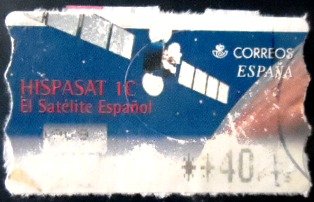 CORREOS
ESPAÑA
HISPASAT 1C
El Satélite Español
**40